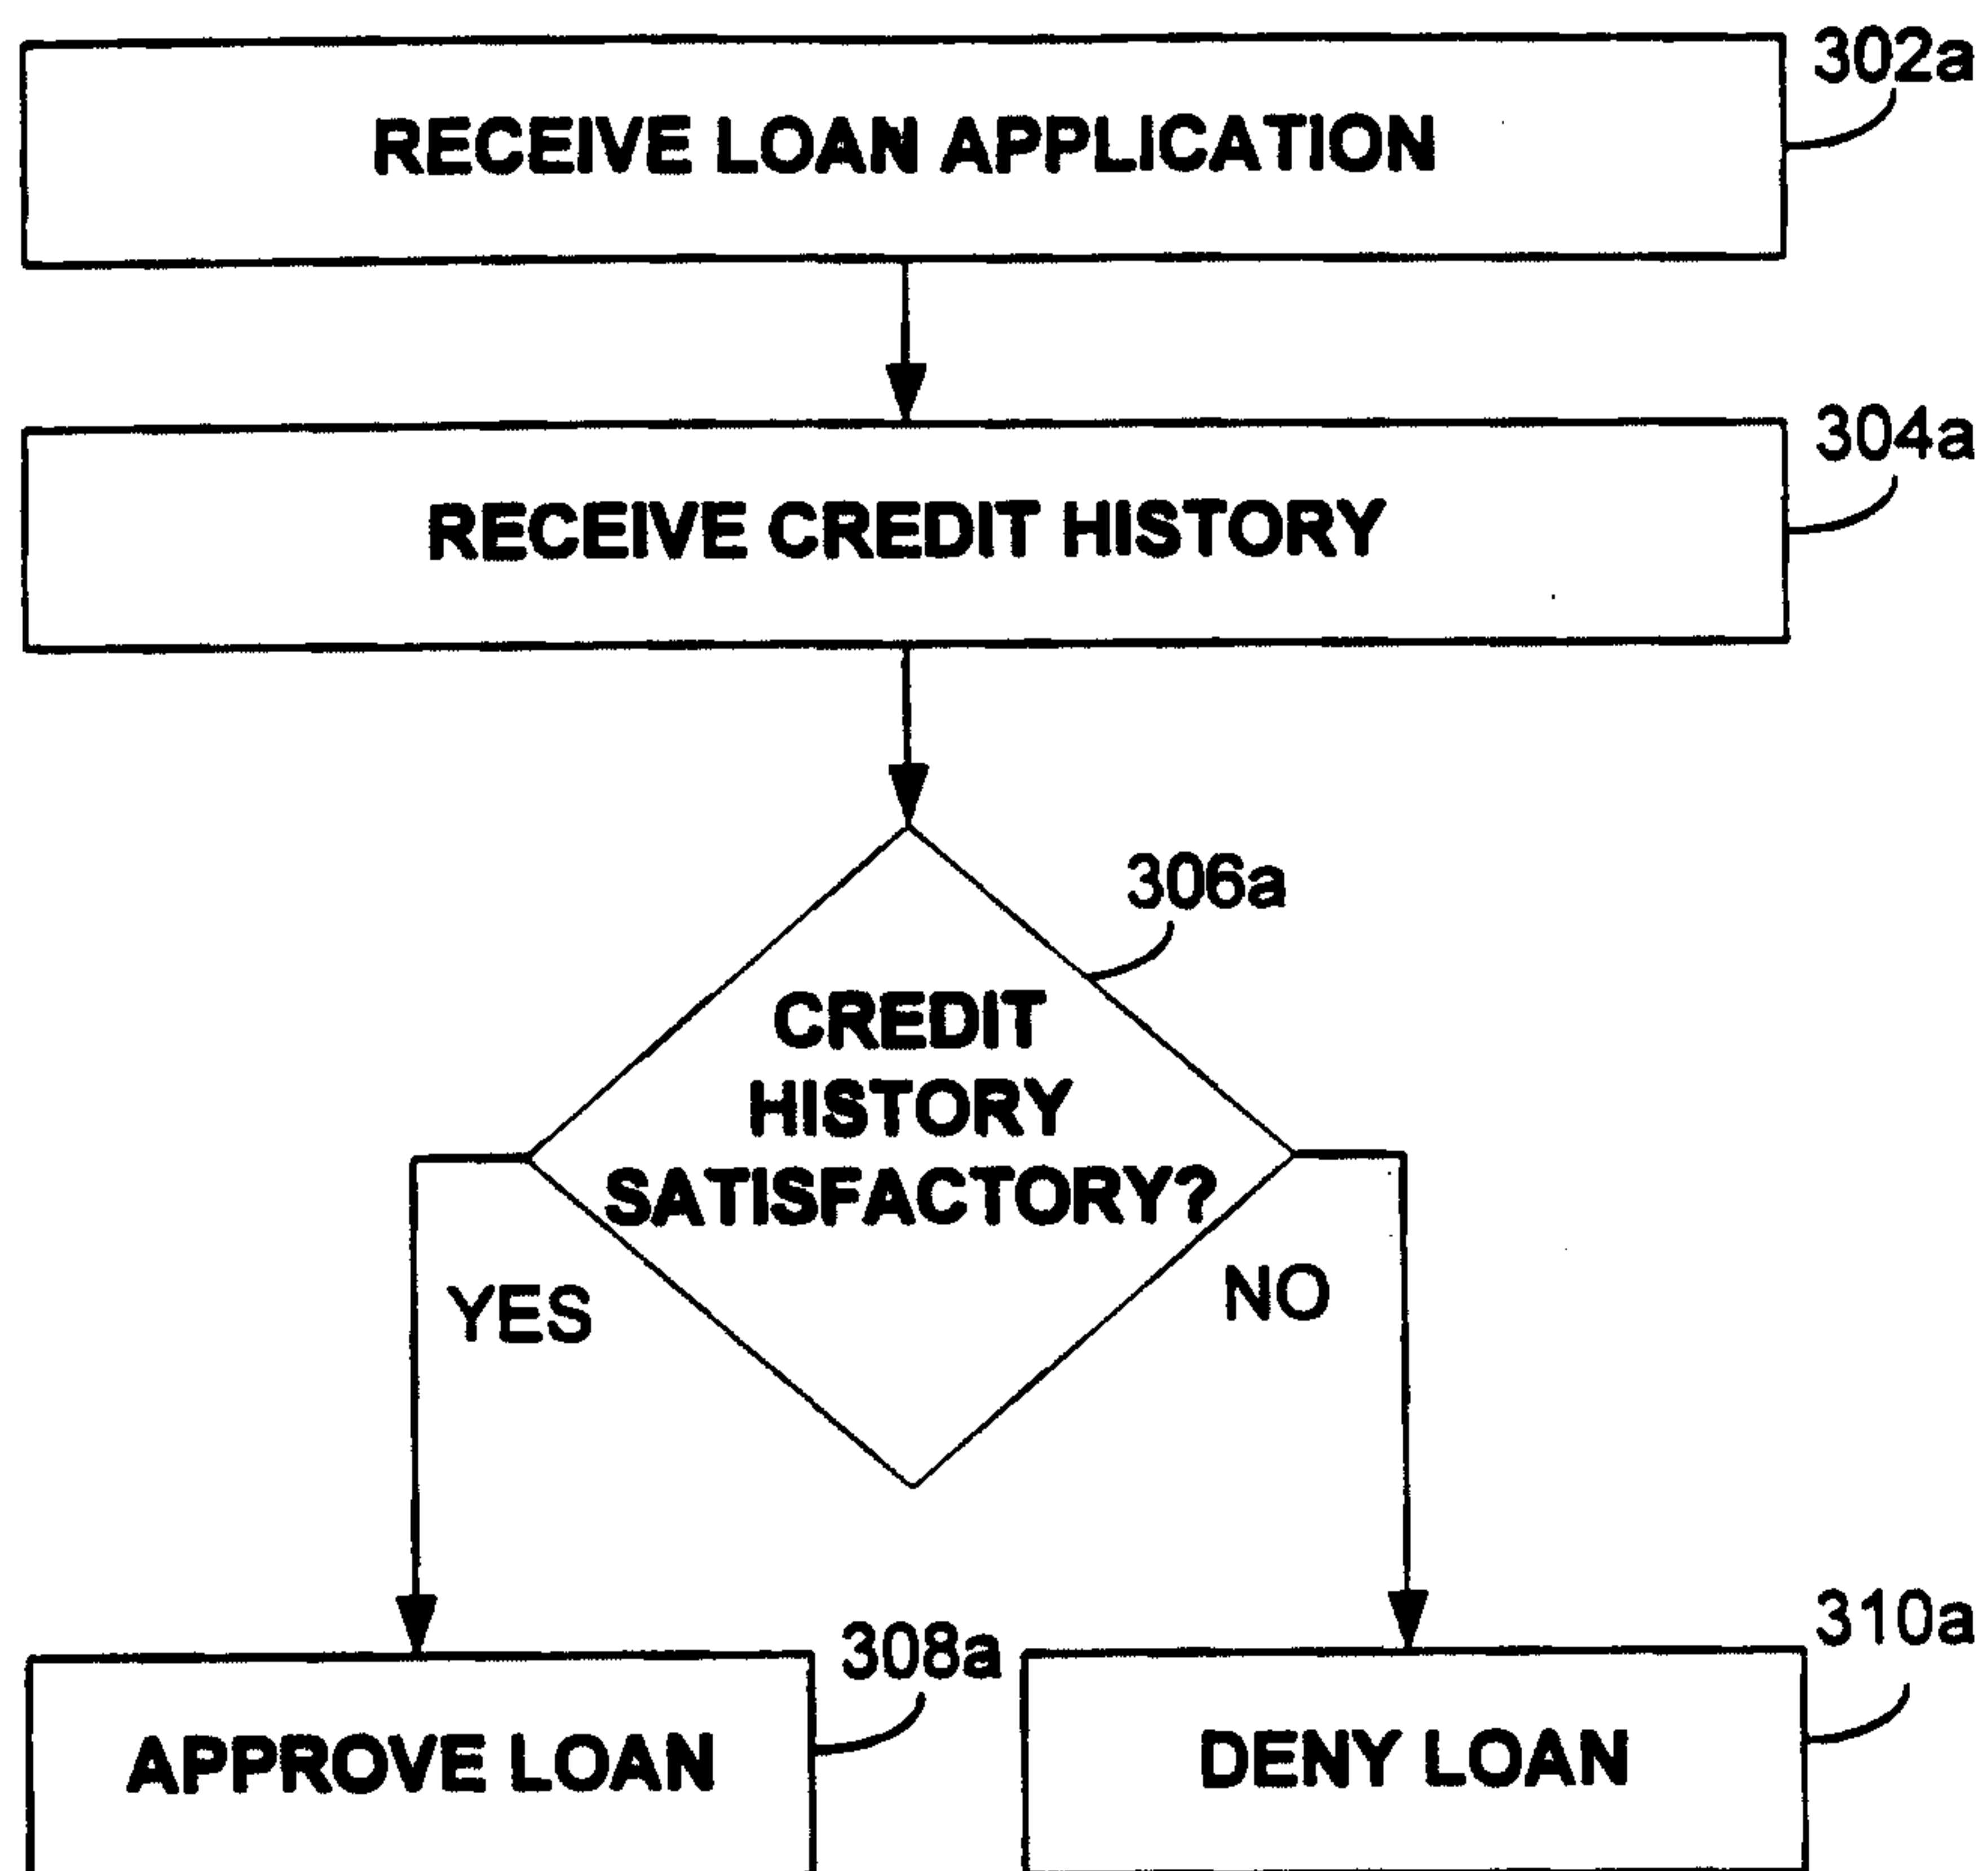 302a
RECEIVE LOAN APPLICATION
304a
RECEIVE CREDIT HISTORY
306a
CREDIT
HISTORY
SATISFACTORY?
YES
NO
308a
310a
APPROVE LOAN
DENY LOAN